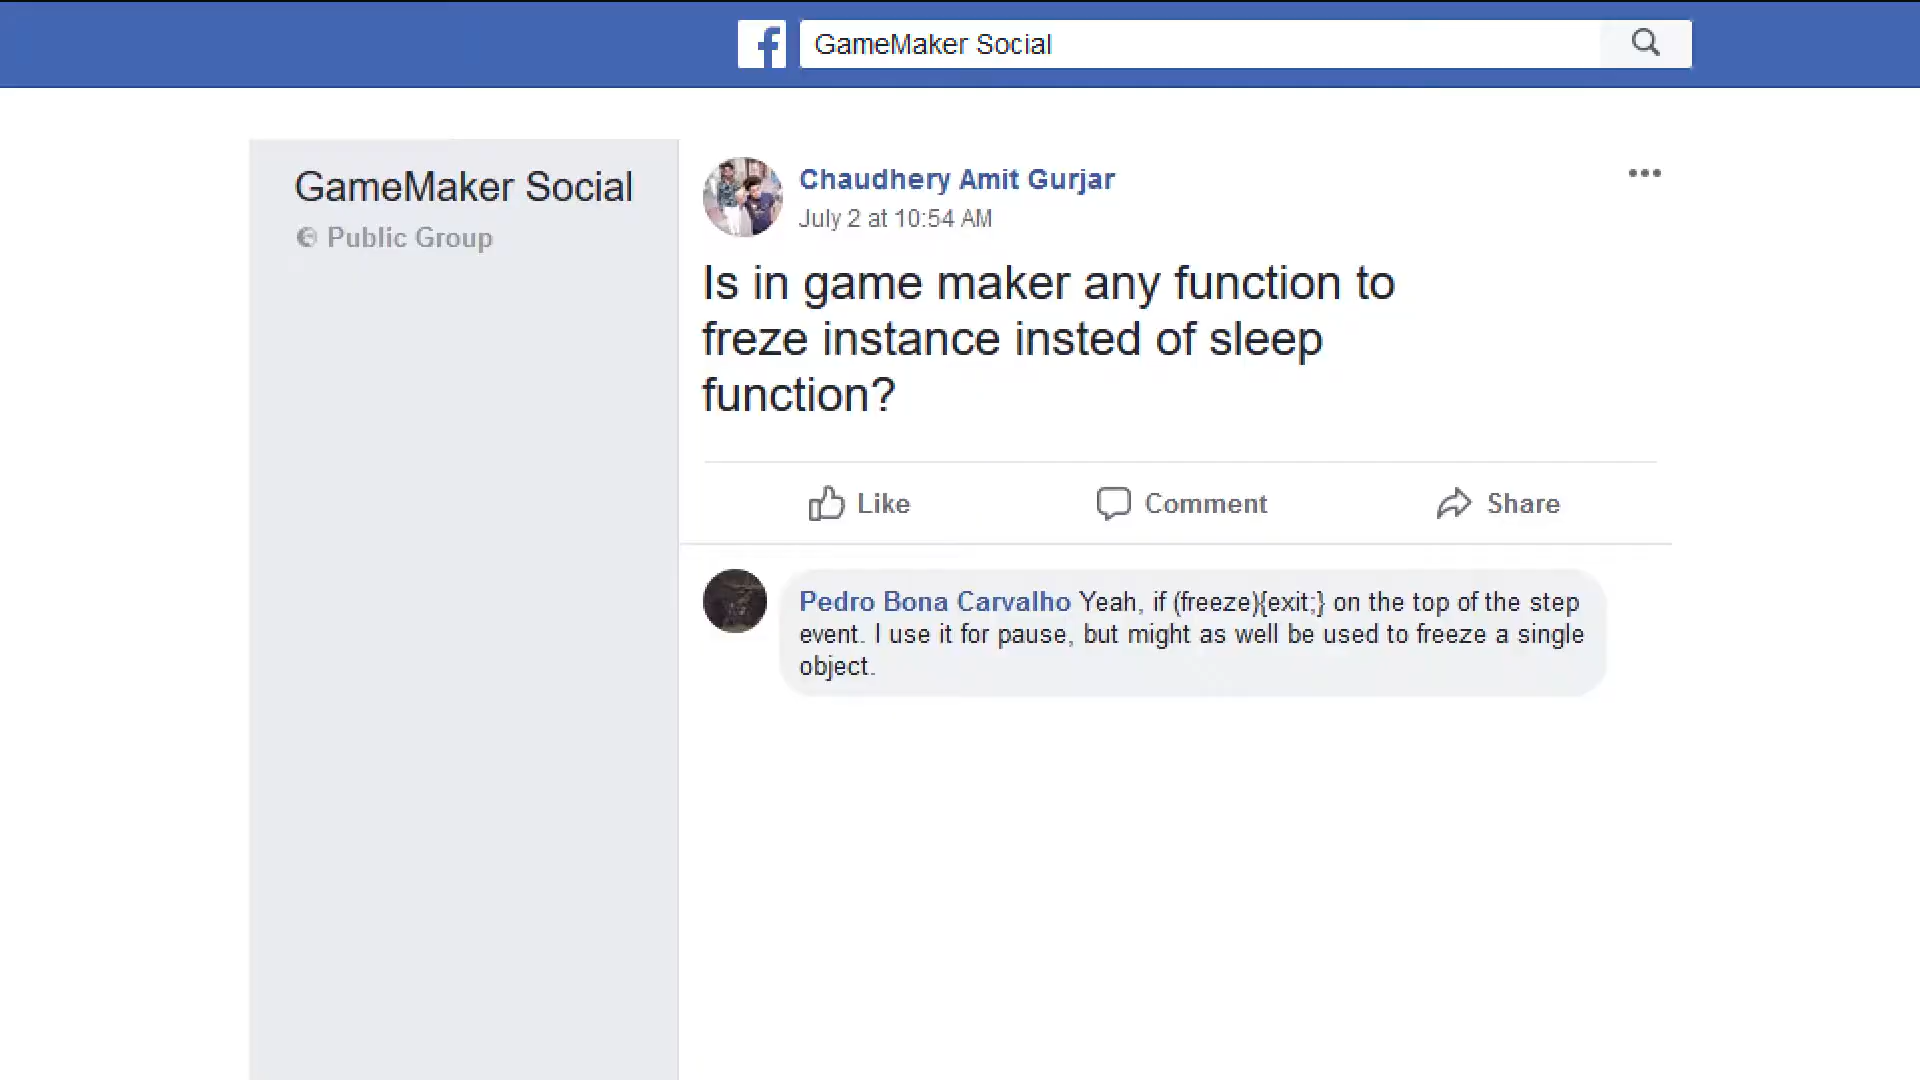 GameMaker Social
GameMaker Social
Public Group
Chaudhery Amit Gurjar
July 2 at 10:54 AM
Is in game maker any function to
freze instance insted of sleep
function?
Like Comment Share
Pedro Bona Carvalho Yeah, if (freeze){exit;} on the top of the step
event. I use it for pause, but might as well be used to freeze a single
object.